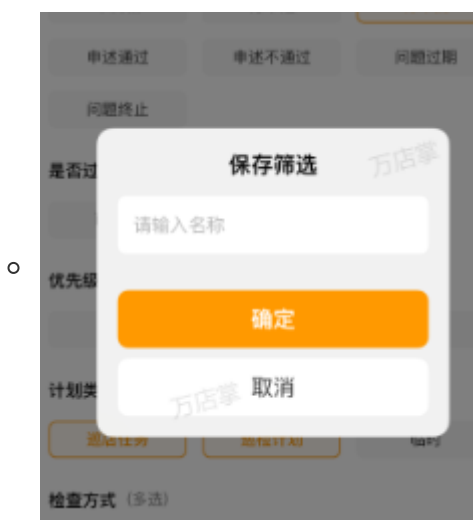 申述通过 申述不通过 问题过期
问题终止
保存筛选
万店掌
是否过
请输入名称
。
优先级
确定
计划类
取消
万店掌
巡店任务 巡检计划 临时
检查方式（多选）